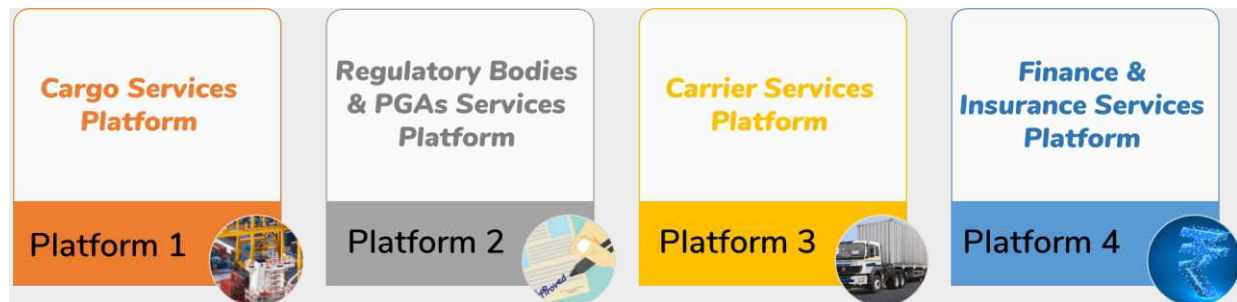 Cargo Services
Platform
Platform 1
Regulatory Bodies
& PGAs Services
Platform
Platform 2
Approved
Carrier Services
Platform
Platform 3
Finance &
Insurance Services
Platform
Platform 4
₹